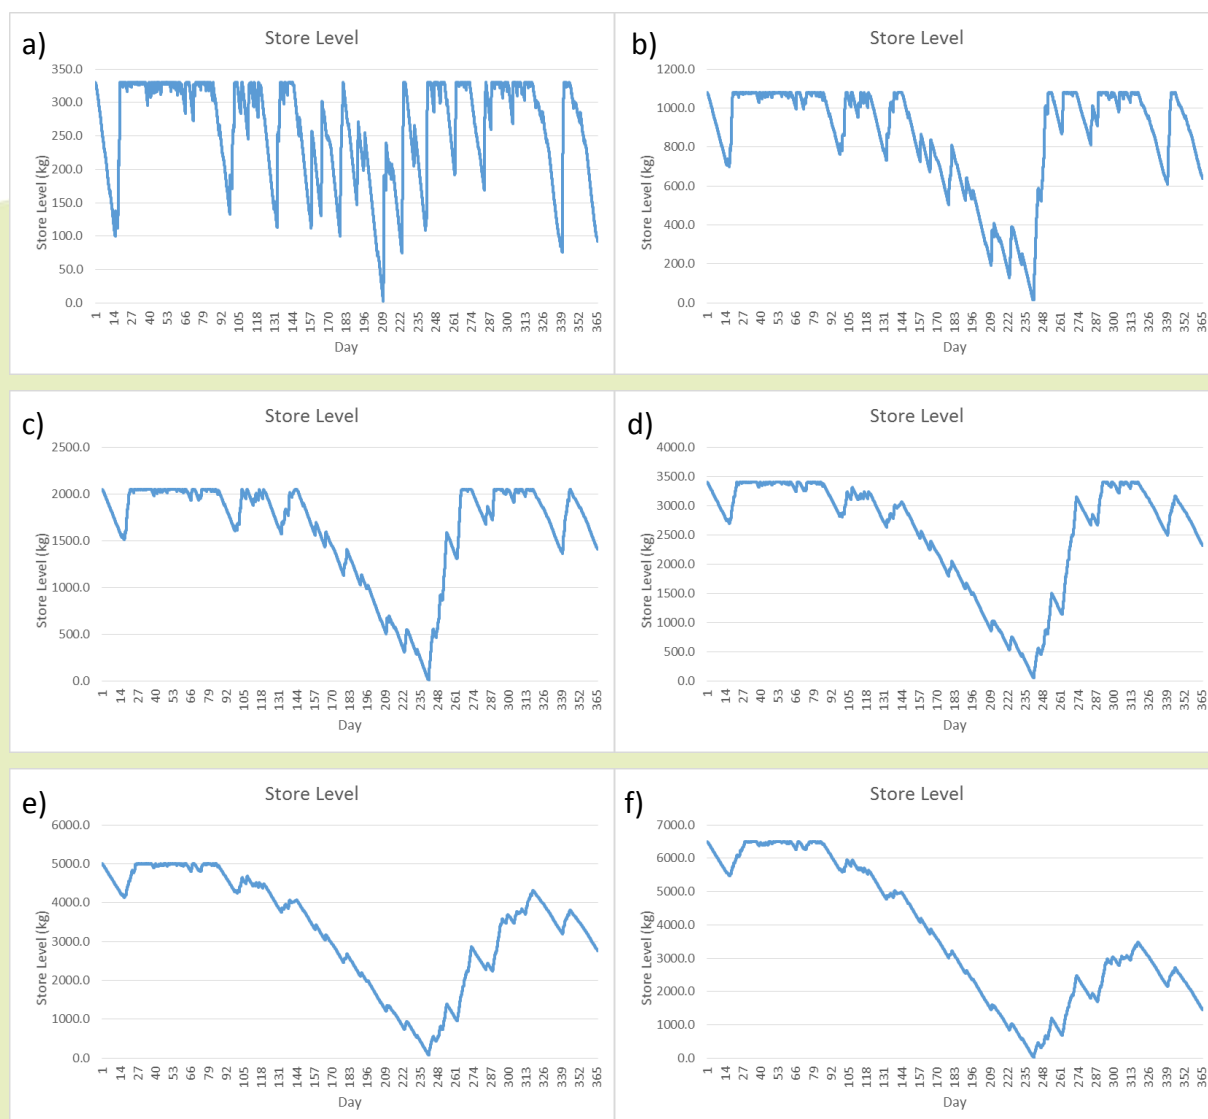 a)
Store Level
Store Level (kg)
350.0
300.0
250.0
200.0
150.0
100.0
50.0
0.0
1 14 27 40 53 66 79 92 105 118 131 144 157 170 183 196 209 222 235 248 261 274 287 300 313 326 339 352 365
Day
b)
Store Level
Store Level (kg)
1200.0
1000.0
800.0
600.0
400.0
200.0
0.0
1 14 27 40 53 66 79 92 105 118 131 144 157 170 183 196 209 222 235 248 261 274 287 300 313 326 339 352 365
Day
c)
Store Level
Store Level (kg)
2500.0
2000.0
1500.0
1000.0
500.0
0.0
1 14 27 40 53 66 79 92 105 118 131 144 157 170 183 196 209 222 235 248 261 274 287 300 313 326 339 352 365
Day
d)
Store Level
Store Level (kg)
4000.0
3500.0
3000.0
2500.0
2000.0
1500.0
1000.0
500.0
0.0
1 14 27 40 53 66 79 92 105 118 131 144 157 170 183 196 209 222 235 248 261 274 287 300 313 326 339 352 365
Day
e)
Store Level
Store Level (kg)
6000.0
5000.0
4000.0
3000.0
2000.0
1000.0
0.0
1 14 27 40 53 66 79 92 105 118 131 144 157 170 183 196 209 222 235 248 261 274 287 300 313 326 339 352 365
Day
f)
Store Level
Store Level (kg)
7000.0
6000.0
5000.0
4000.0
3000.0
2000.0
1000.0
0.0
1 14 27 40 53 66 79 92 105 118 131 144 157 170 183 196 209 222 235 248 261 274 287 300 313 326 339 352 365
Day